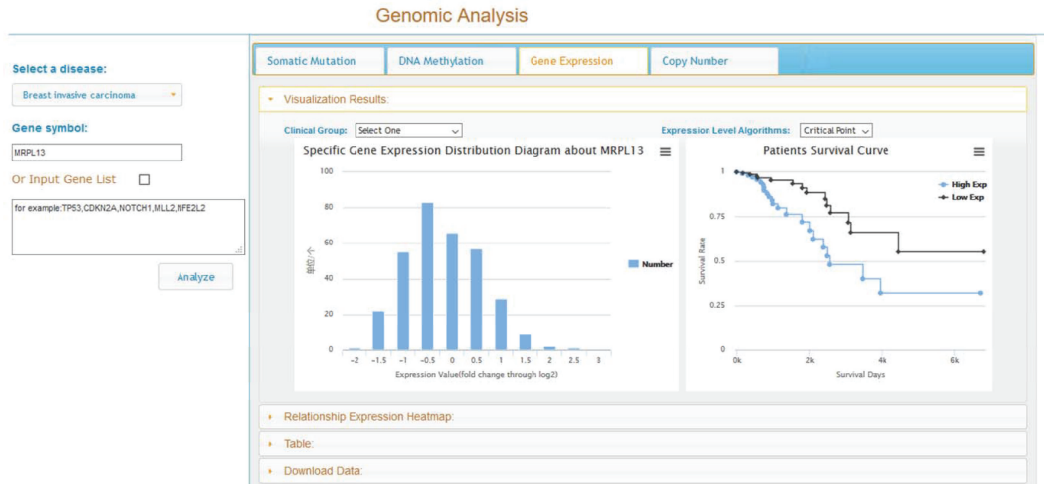 Genomic Analysis
Select a disease:
Breast invasive carcinoma
Gene symbol:
MRPL13
Or Input Gene List
for example:TP53,CDKN2A,NOTCH1,MLL2,NFE2L2
Analyze
Somatic Mutation
DNA Methylation
Gene Expression
Copy Number
Visualization Results:
Clinical Group: Select One
Expressior Level Algorithms: Critical Point
Specific Gene Expression Distribution Diagram about MRPL13
100
80
60
40
20
0
单位/个
-2 -1.5 -1 -0.5 0 0.5 1 1.5 2 2.5 3
Expression Value(fold change through log2)
Number
Patients Survival Curve
1
0.75
0.5
0.25
0
Survival Rate
0k 2k 4k 6k
Survival Days
High Exp
Low Exp
Relationship Expression Heatmap:
Table:
Download Data: